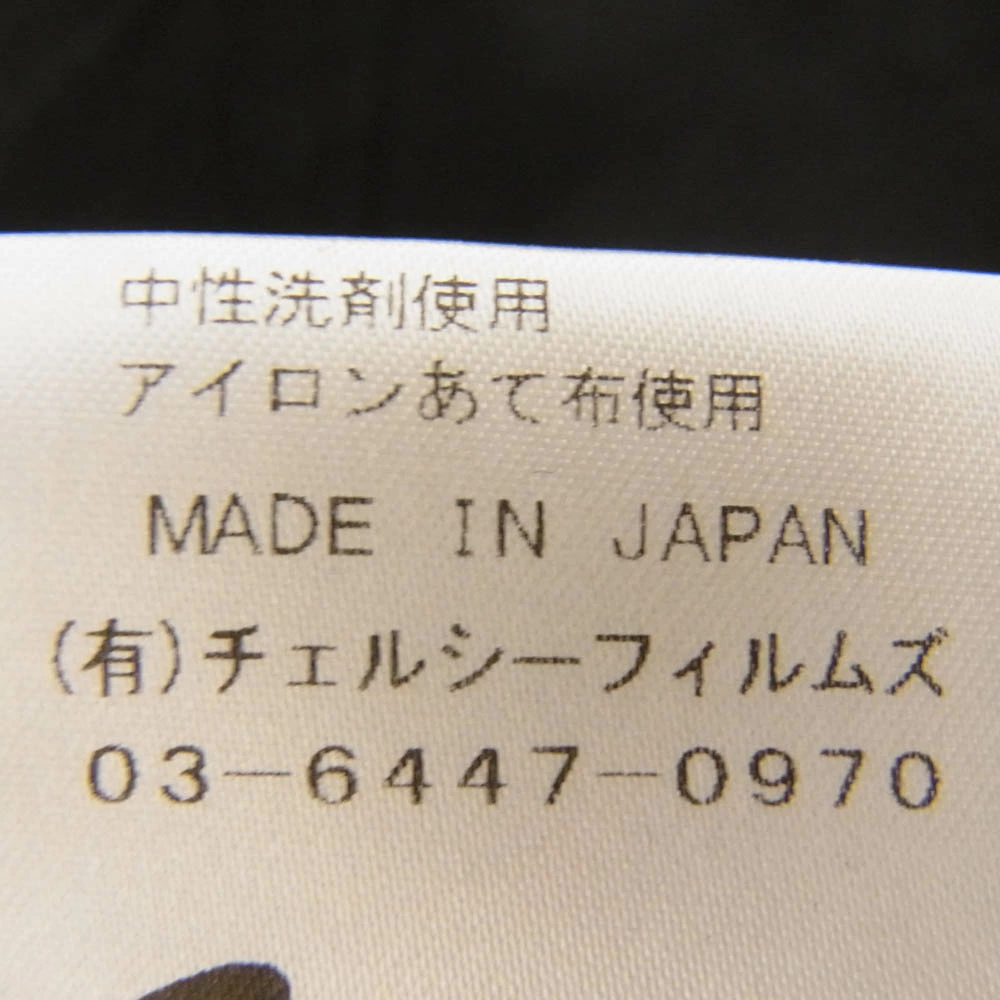 中性洗剤使用
アイロンあて布使用
MADE IN JAPAN
(有)チェルシーフィルムズ
03-6447-0970